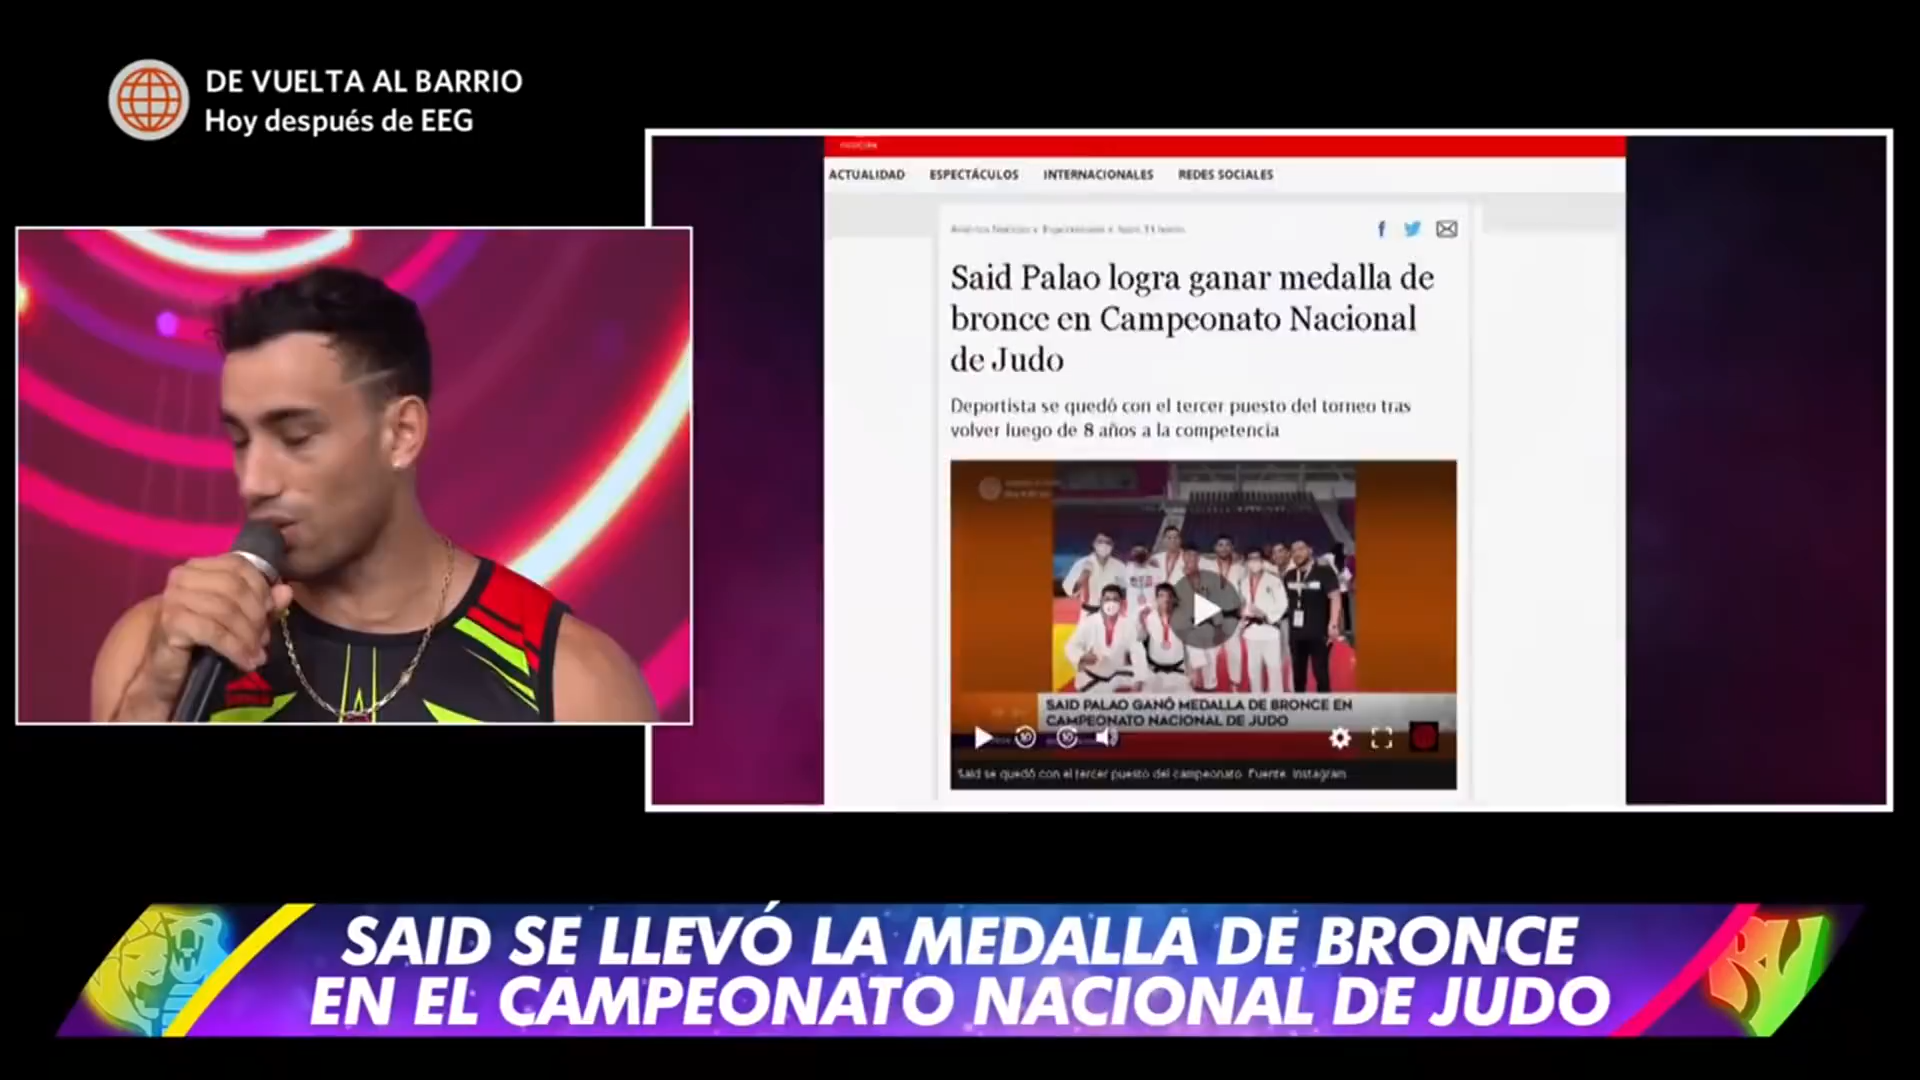 DE VUELTA AL BARRIO
Hoy después de EEG
ACTUALIDAD ESPECTÁCULOS INTERNACIONALES REDES SOCIALES
Said Palao logra ganar medalla de
bronce en Campeonato Nacional
de Judo
Deportista se quedó con el tercer puesto del torneo tras
volver luego de 8 años a la competencia
SAID PALAO GANÓ MEDALLA DE BRONCE EN
CAMPEONATO NACIONAL DE JUDO
10 10
Said se quedó con el tercer puesto del campeonato. Fuente: Instagram
SAID SE LLEVÓ LA MEDALLA DE BRONCE
EN EL CAMPEONATO NACIONAL DE JUDO